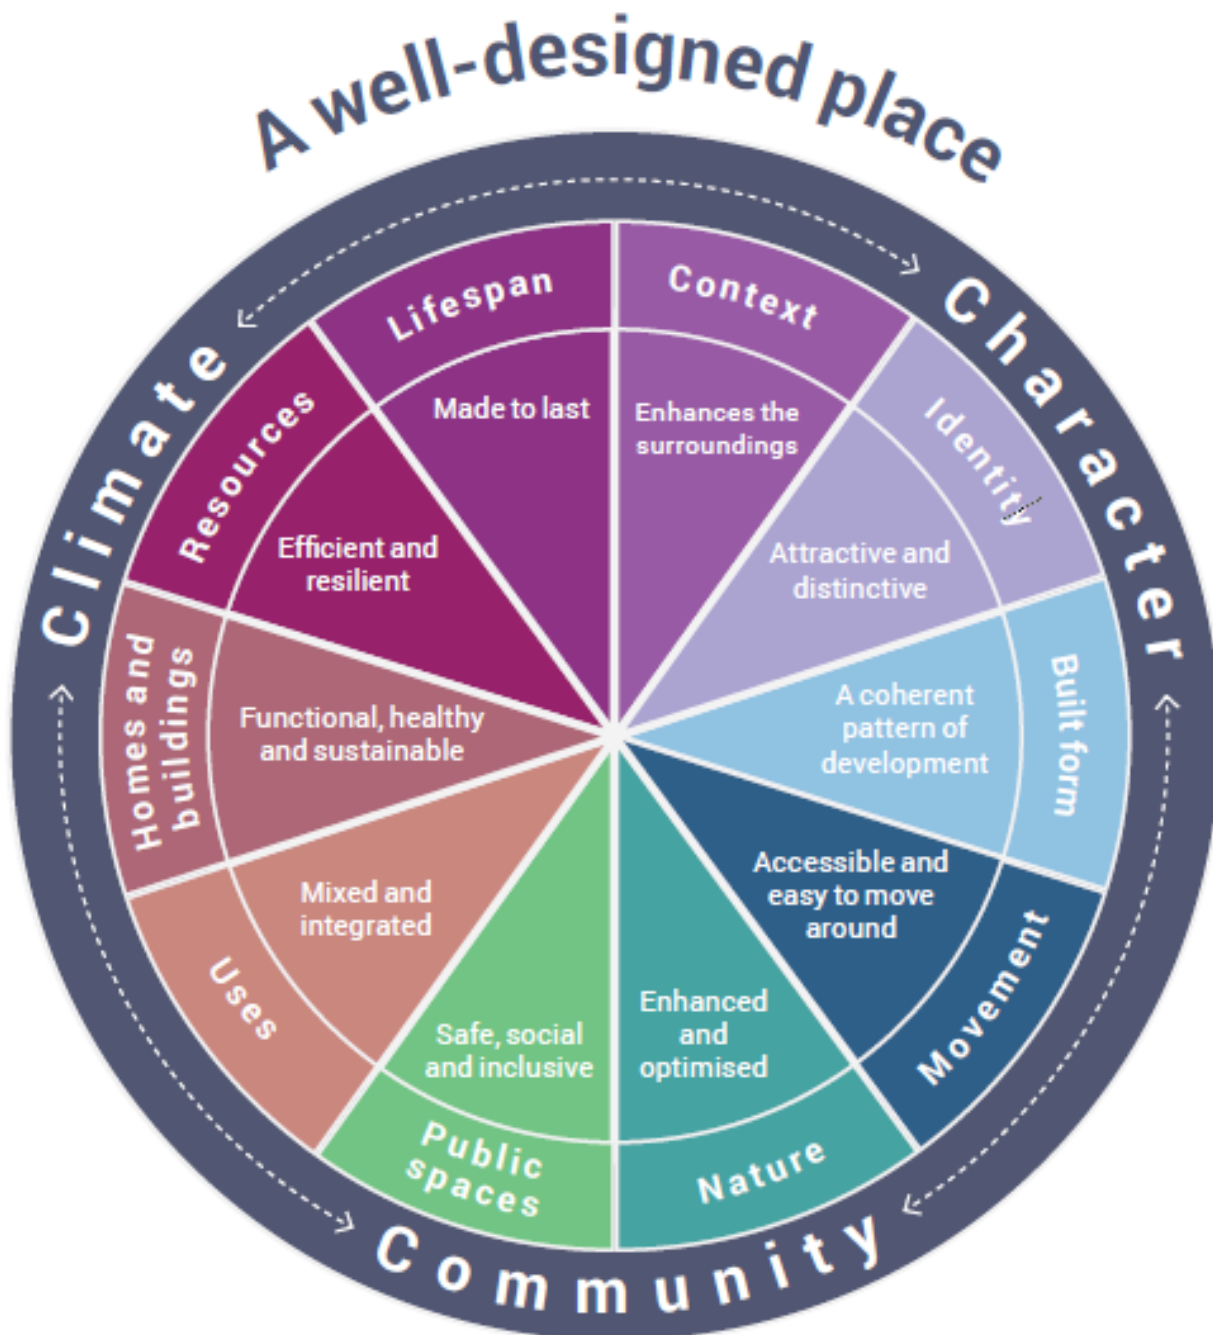 A well-designed place
Climate
Character
Community
Context
Enhances the
surroundings
Identity
Attractive and
distinctive
Built form
A coherent
pattern of
development
Movement
Accessible and
easy to move
around
Nature
Enhanced
and
optimised
Public
spaces
Safe, social
and inclusive
Uses
Mixed and
integrated
Homes and
buildings
Functional, healthy
and sustainable
Resources
Efficient and
resilient
Lifespan
Made to last